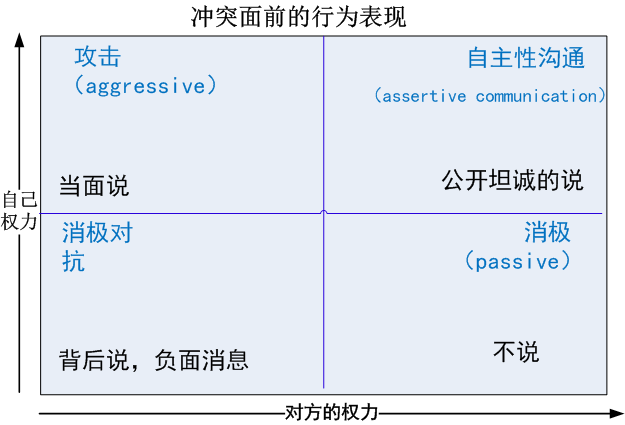 冲突面前的行为表现
攻击
（aggressive）
自主性沟通
（assertive communication）
当面说
公开坦诚的说
自己
权力
消极对
抗
消极
（passive）
背后说，负面消息
不说
对方的权力